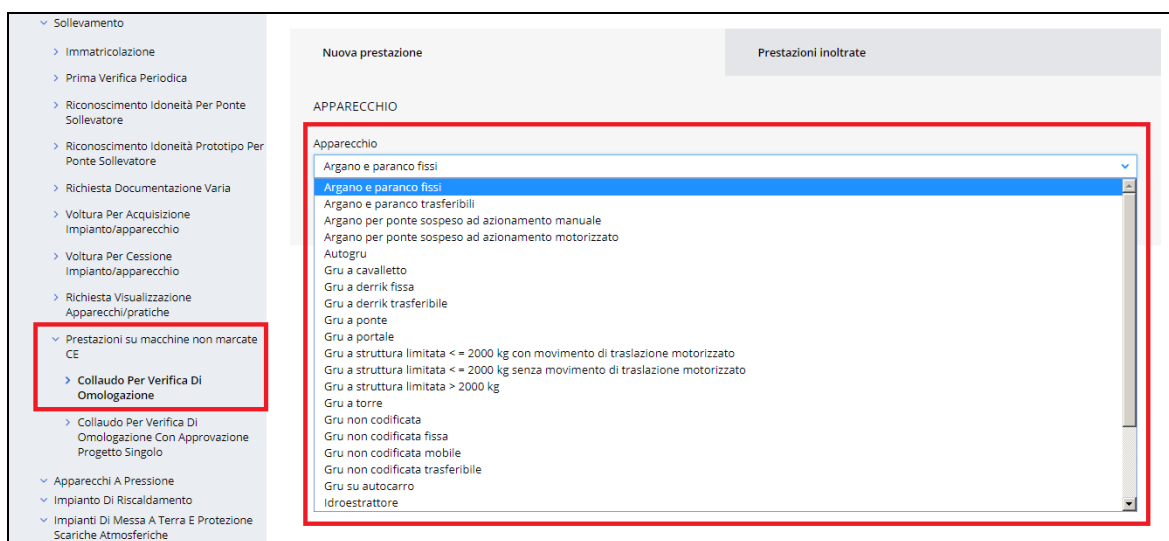 Sollevamento
Immatricolazione
Prima Verifica Periodica
Riconoscimento Idoneità Per Ponte
Sollevatore
Riconoscimento Idoneità Prototipo Per
Ponte Sollevatore
Richiesta Documentazione Varia
Voltura Per Acquisizione
Impianto/apparecchio
Voltura Per Cessione
Impianto/apparecchio
Richiesta Visualizzazione
Apparecchi/pratiche
Prestazioni su macchine non marcate
CE
Collaudo Per Verifica Di
Omologazione
Collaudo Per Verifica Di
Omologazione Con Approvazione
Progetto Singolo
Apparecchi A Pressione
Impianto Di Riscaldamento
Impianti Di Messa A Terra E Protezione
Scariche Atmosferiche
Nuova prestazione
Prestazioni inoltrate
APPARECCHIO
Apparecchio
Argano e paranco fissi
Argano e paranco fissi
Argano e paranco trasferibili
Argano per ponte sospeso ad azionamento manuale
Argano per ponte sospeso ad azionamento motorizzato
Autogru
Gru a cavalletto
Gru a derrik fissa
Gru a derrik trasferibile
Gru a ponte
Gru a portale
Gru a struttura limitata < = 2000 kg con movimento di traslazione motorizzato
Gru a struttura limitata < = 2000 kg senza movimento di traslazione motorizzato
Gru a struttura limitata > 2000 kg
Gru a torre
Gru non codificata
Gru non codificata fissa
Gru non codificata mobile
Gru non codificata trasferibile
Gru su autocarro
Idroestrattore